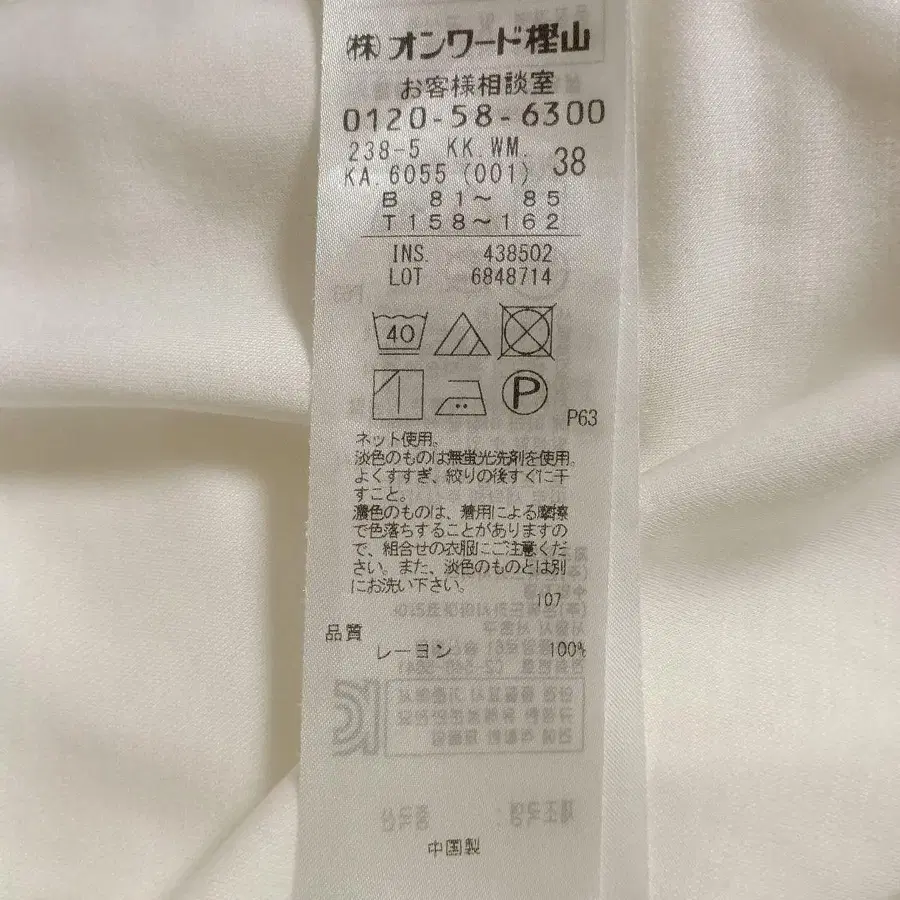 ㈱オンワード樫山
お客様相談室
0120-58-6300
238-5 KK.WM. 38
KA.6055(001)
B 81～ 85
T158～162
INS. 438502
LOT 6848714
40
P
P63
ネット使用。
淡色のものは無蛍光洗剤を使用。
よくすすぎ、絞りの後すぐに干
すこと。
濃色のものは、着用による摩擦
で色落ちすることがありますの
で、組合せの衣服にご注意くだ
さい。また、淡色のものとは別
にお洗い下さい。
107
品質
レーヨン 100%
中国製